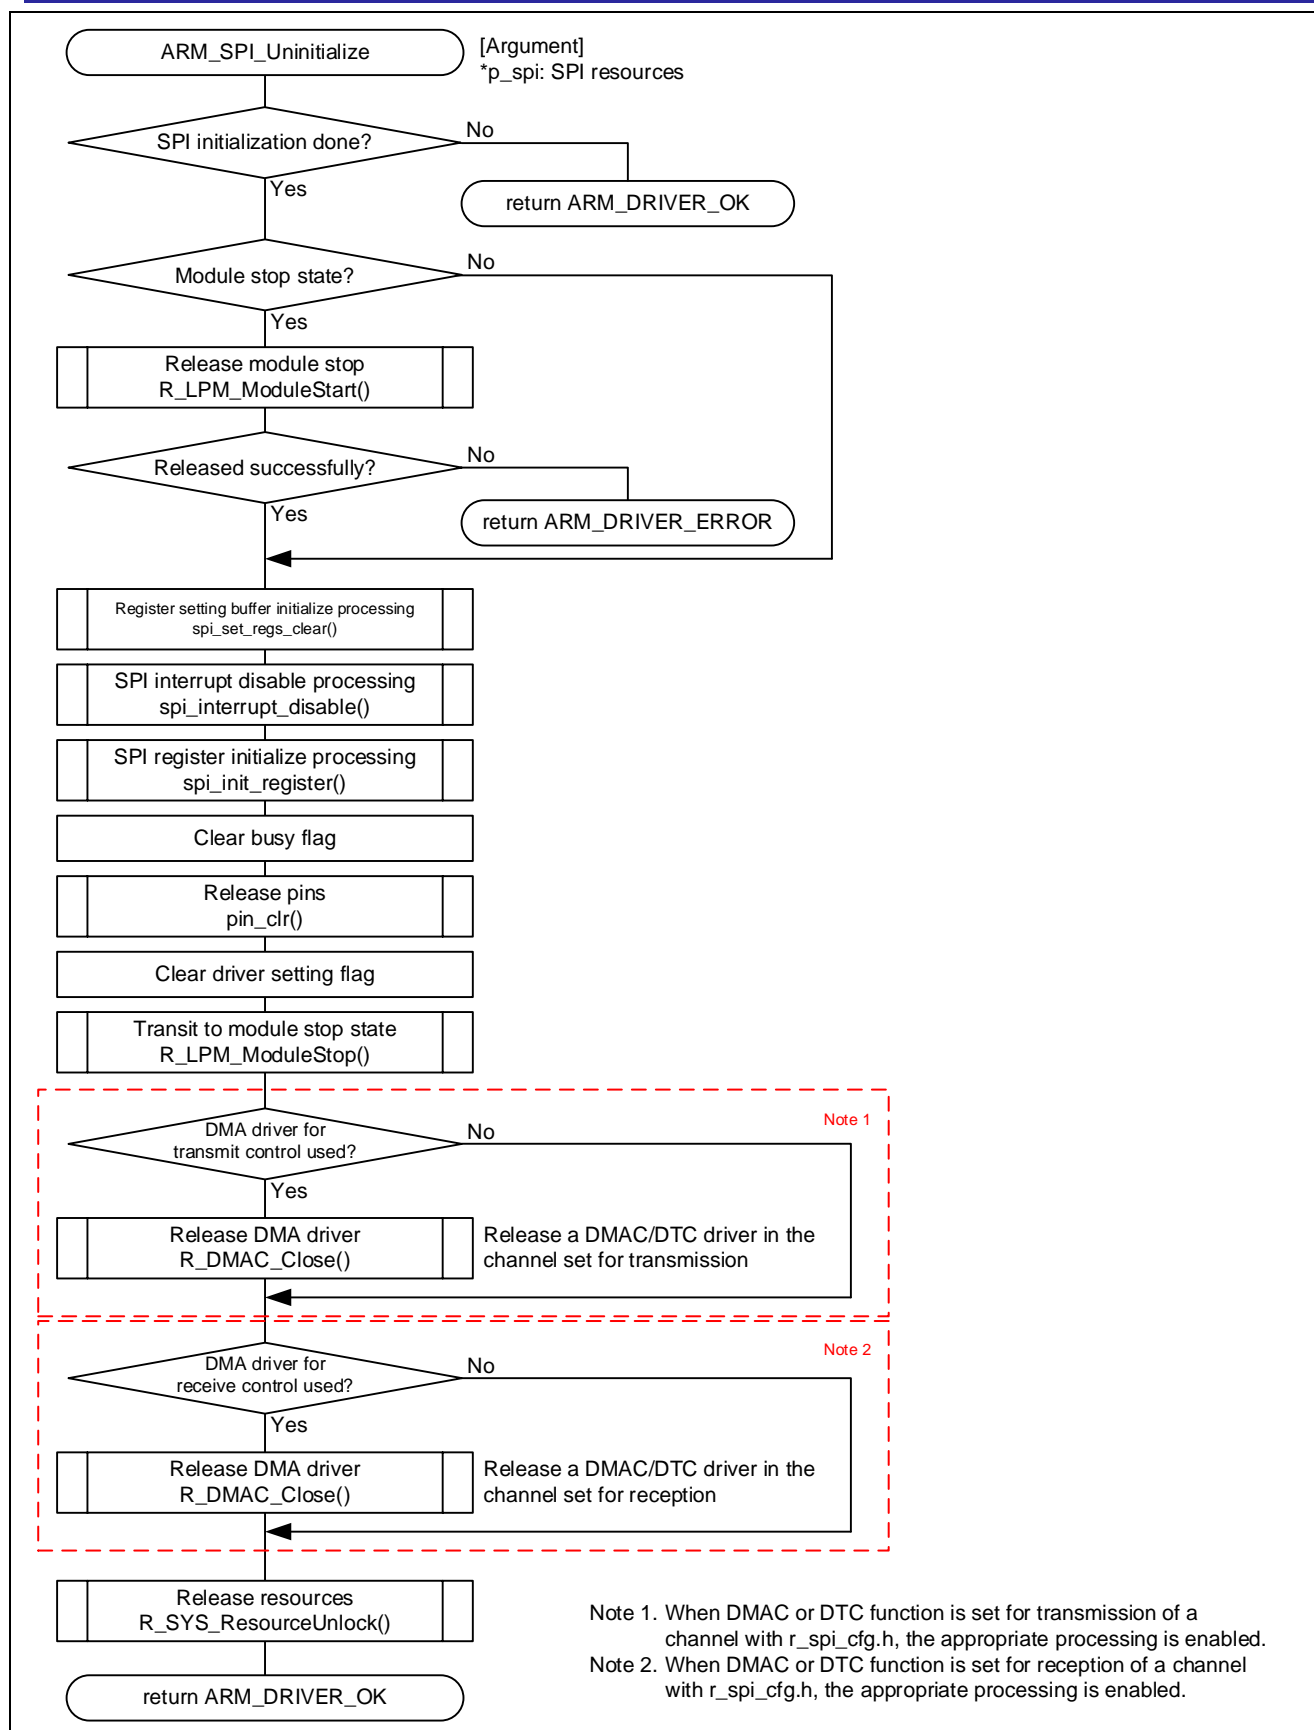 ARM_SPI_Uninitialize
[Argument]
*p_spi: SPI resources
SPI initialization done?
No
Yes
return ARM_DRIVER_OK
Module stop state?
No
Yes
Release module stop
R_LPM_ModuleStart()
Released successfully?
No
Yes
return ARM_DRIVER_ERROR
Register setting buffer initialize processing
spi_set_regs_clear()
SPI interrupt disable processing
spi_interrupt_disable()
SPI register initialize processing
spi_init_register()
Clear busy flag
Release pins
pin_clr()
Clear driver setting flag
Transit to module stop state
R_LPM_ModuleStop()
Note 1
DMA driver for
transmit control used?
No
Yes
Release DMA driver
R_DMAC_Close()
Release a DMAC/DTC driver in the
channel set for transmission
Note 2
DMA driver for
receive control used?
No
Yes
Release DMA driver
R_DMAC_Close()
Release a DMAC/DTC driver in the
channel set for reception
Release resources
R_SYS_ResourceUnlock()
return ARM_DRIVER_OK
Note 1. When DMAC or DTC function is set for transmission of a
channel with r_spi_cfg.h, the appropriate processing is enabled.
Note 2. When DMAC or DTC function is set for reception of a channel
with r_spi_cfg.h, the appropriate processing is enabled.